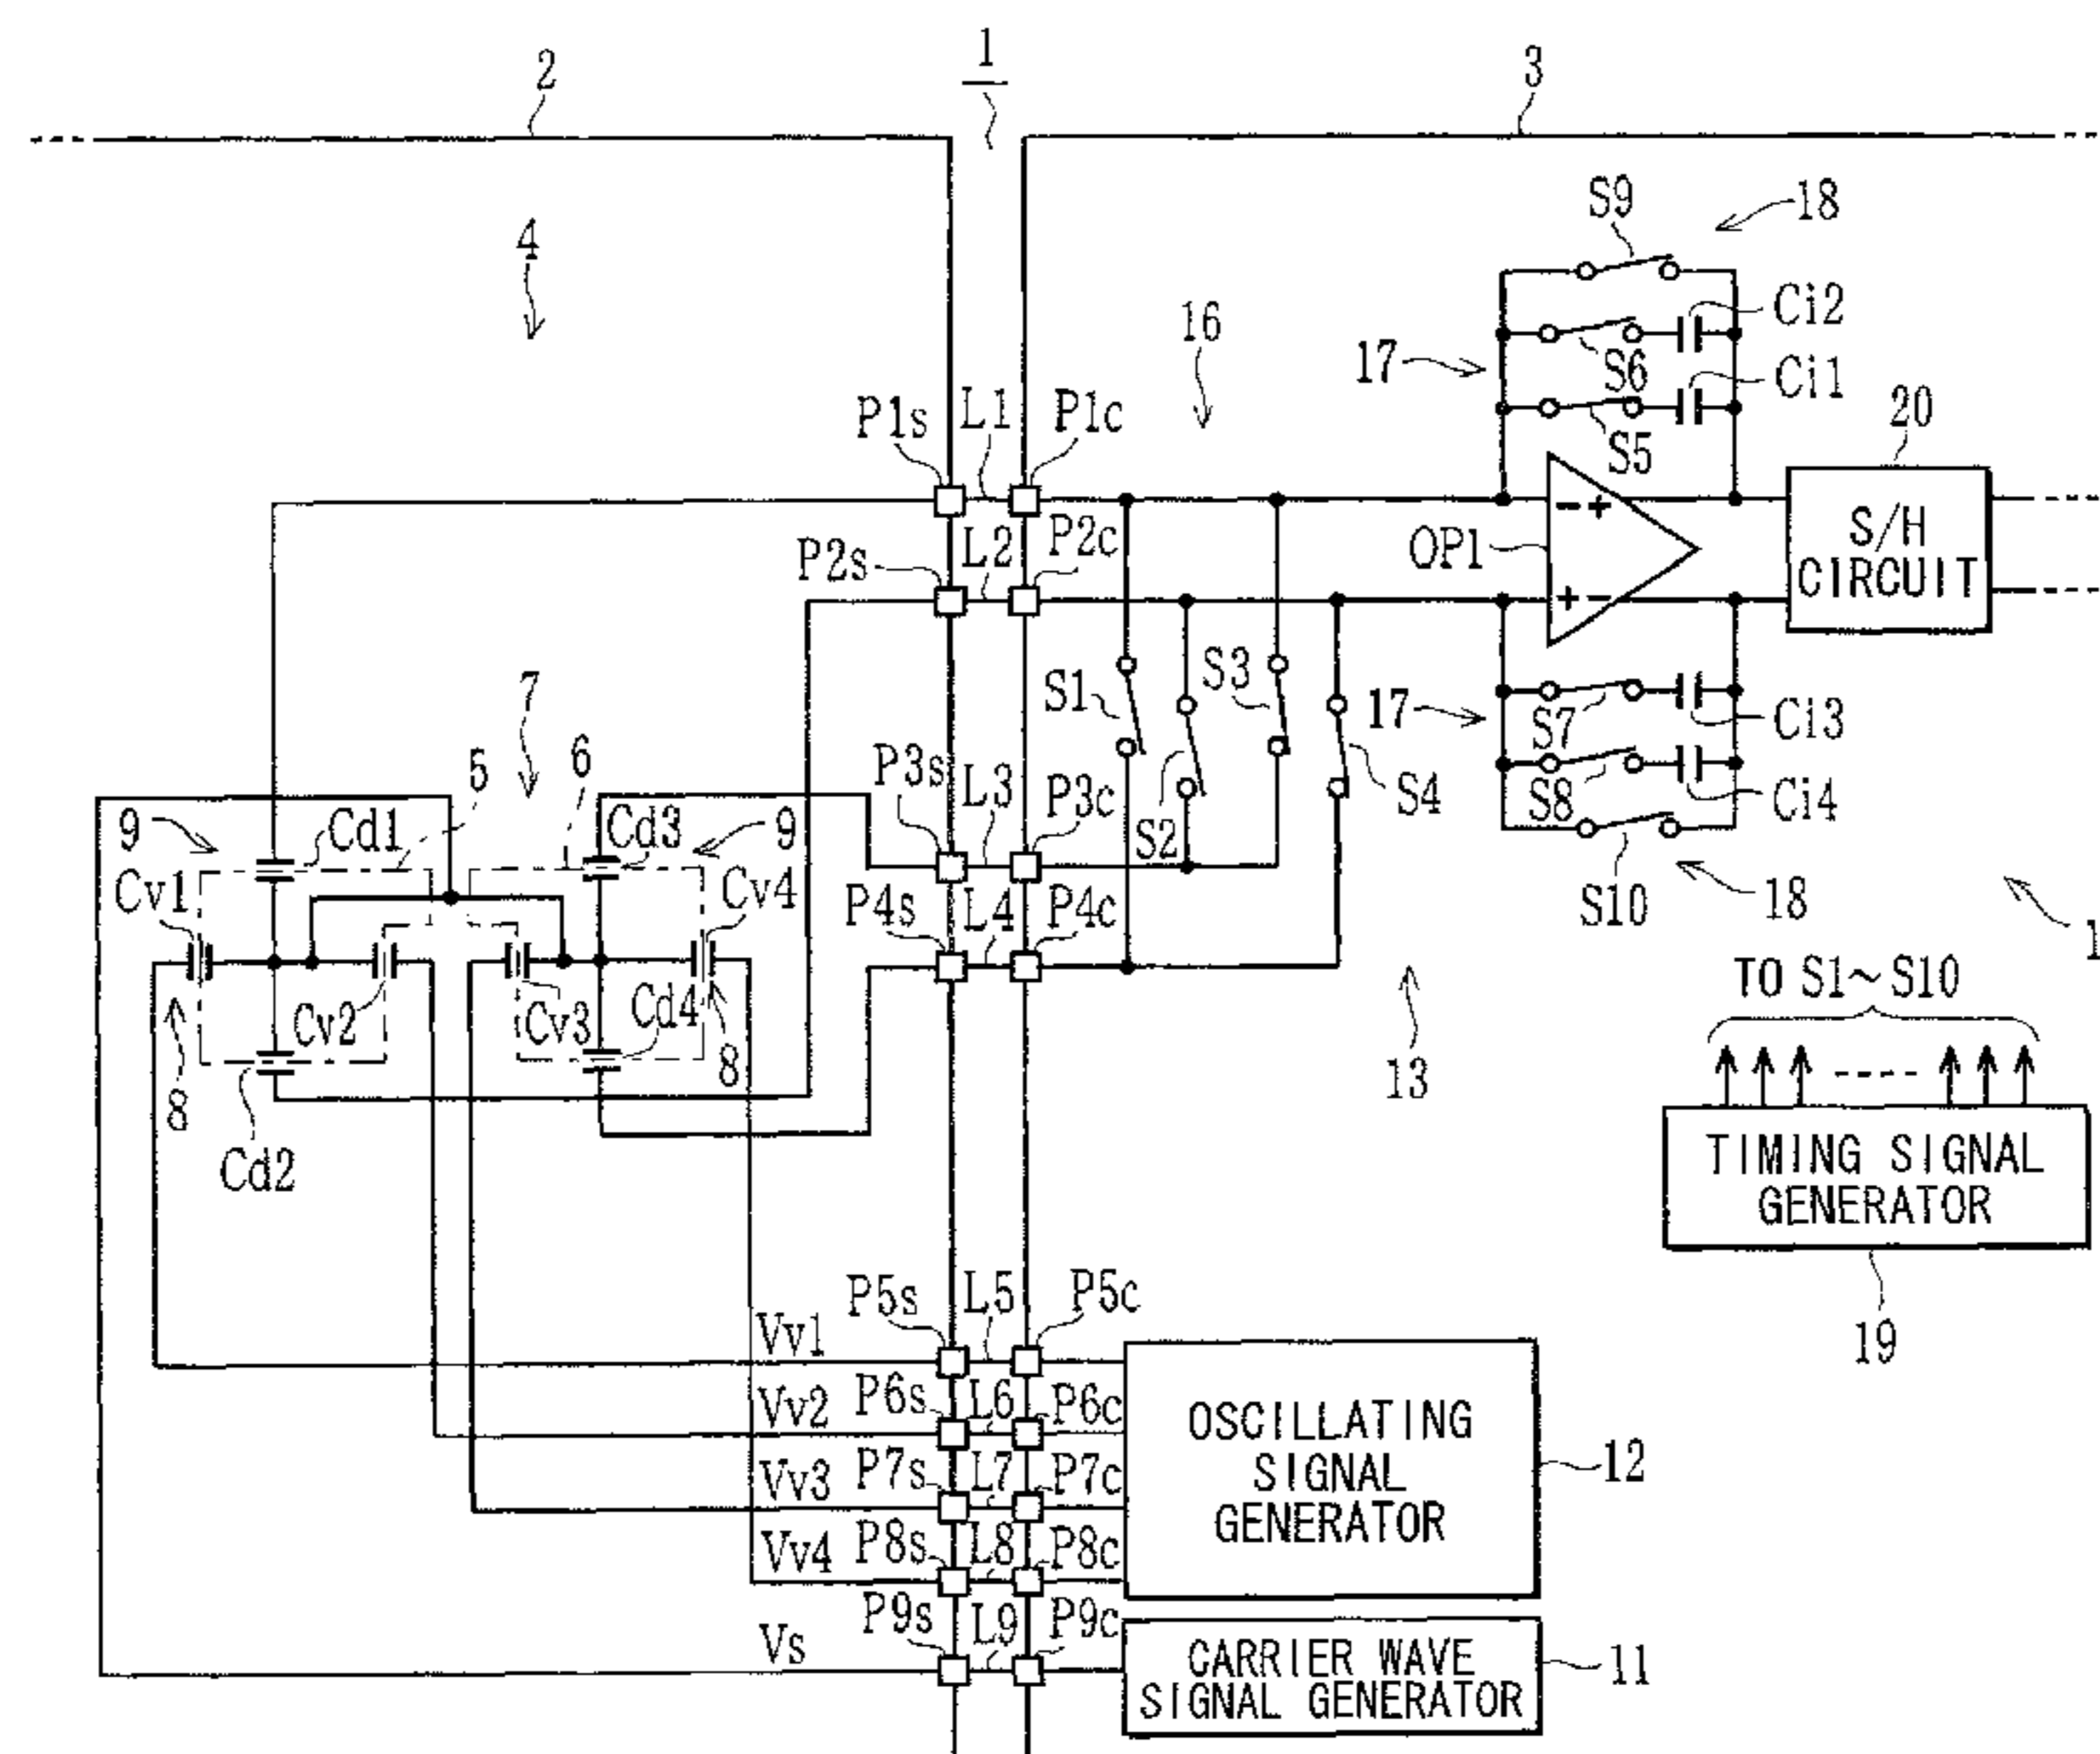 1
2
3
4
S9
18
Ci2
16
17
S6
Ci1
S5
20
P1s
L1
P1c
S/H
CIRCUIT
P2s
L2
P2c
OP1
-+
+-
7
S1
S3
17
S7
Ci3
5
6
P3s
L3
P3c
S2
S4
S8
Ci4
9
Cd1
Cd3
9
Cv1
Cv4
P4s
L4
P4c
S10
18
1
TO S1~S10
Cv2
Cv3
Cd4
8
8
13
Cd2
TIMING SIGNAL
GENERATOR
19
P5s
L5
P5c
Vv1
P6s
L6
P6c
Vv2
OSCILLATING
SIGNAL
GENERATOR
12
P7s
L7
P7c
Vv3
P8s
L8
P8c
Vv4
P9s
L9
P9c
Vs
CARRIER WAVE
SIGNAL GENERATOR
11